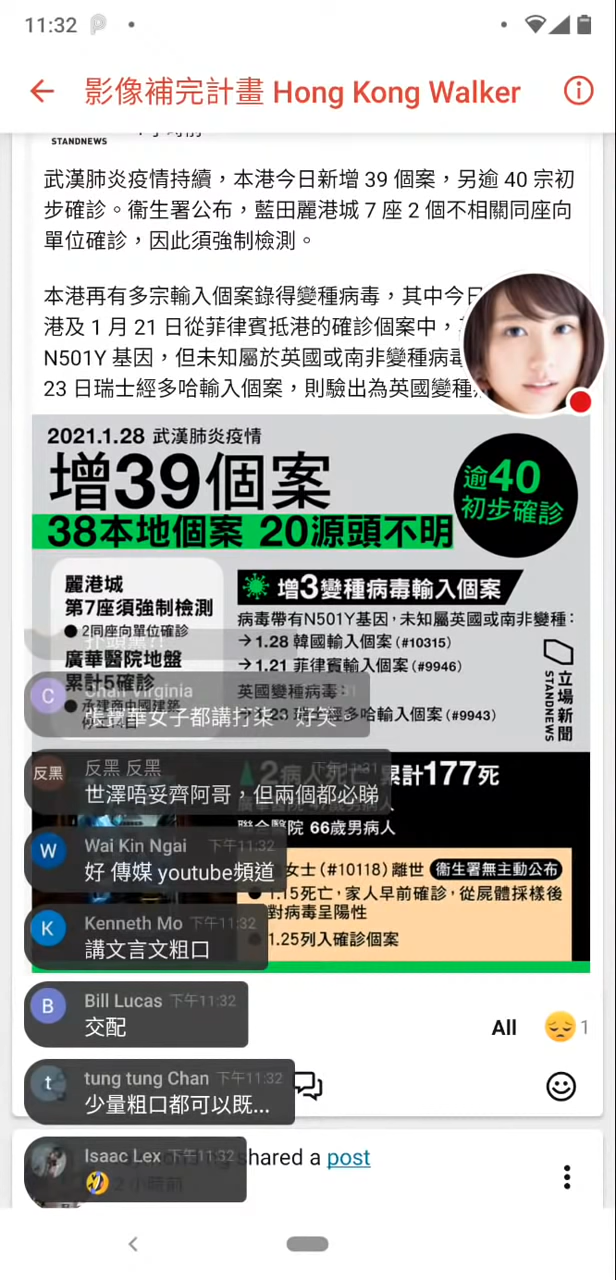 11:32
影像補完計畫 Hong Kong Walker
STANDNEWS
武漢肺炎疫情持續，本港今日新增 39 個案，另逾 40 宗初
步確診。衞生署公布，藍田麗港城 7 座 2 個不相關同座向
單位確診，因此須強制檢測。
本港再有多宗輸入個案錄得變種病毒，其中今日
港及 1 月 21 日從菲律賓抵港的確診個案中，
N501Y 基因，但未知屬於英國或南非變種病毒
23 日瑞士經多哈輸入個案，則驗出為英國變種
2021.1.28 武漢肺炎疫情
增39個案
逾40
初步確診
38本地個案 20源頭不明
麗港城
第7座須強制檢測
2同座向單位確診
廣華醫院地盤
累計5確診
承建商中國建築
增3變種病毒輸入個案
病毒帶有N501Y基因，未知屬英國或南非變種：
→1.28 韓國輸入個案 (#10315)
→1.21 菲律賓輸入個案 (#9946)
英國變種病毒
瑞士經多哈輸入個案 (#9943)
立場新聞
STANDNEWS
Chan Virginia
張寶華女子都講打柒，好笑。
2病人死亡 累計177死
聯合醫院 66歲男病人
女士 (#10118) 離世 衞生署無主動公布
1.15死亡，家人早前確診，從屍體採樣後
對病毒呈陽性
1.25列入確診個案
反黑
反黑 反黑 下午11:31
世澤唔妥齊阿哥，但兩個都必睇
W
Wai Kin Ngai 下午11:32
好 傳媒 youtube頻道
K
Kenneth Mo 下午11:32
講文言文粗口
B
Bill Lucas 下午11:32
交配
All
1
t
tung tung Chan 下午11:32
少量粗口都可以既...
Isaac Lex 下午11:32
shared a post
2 小時前